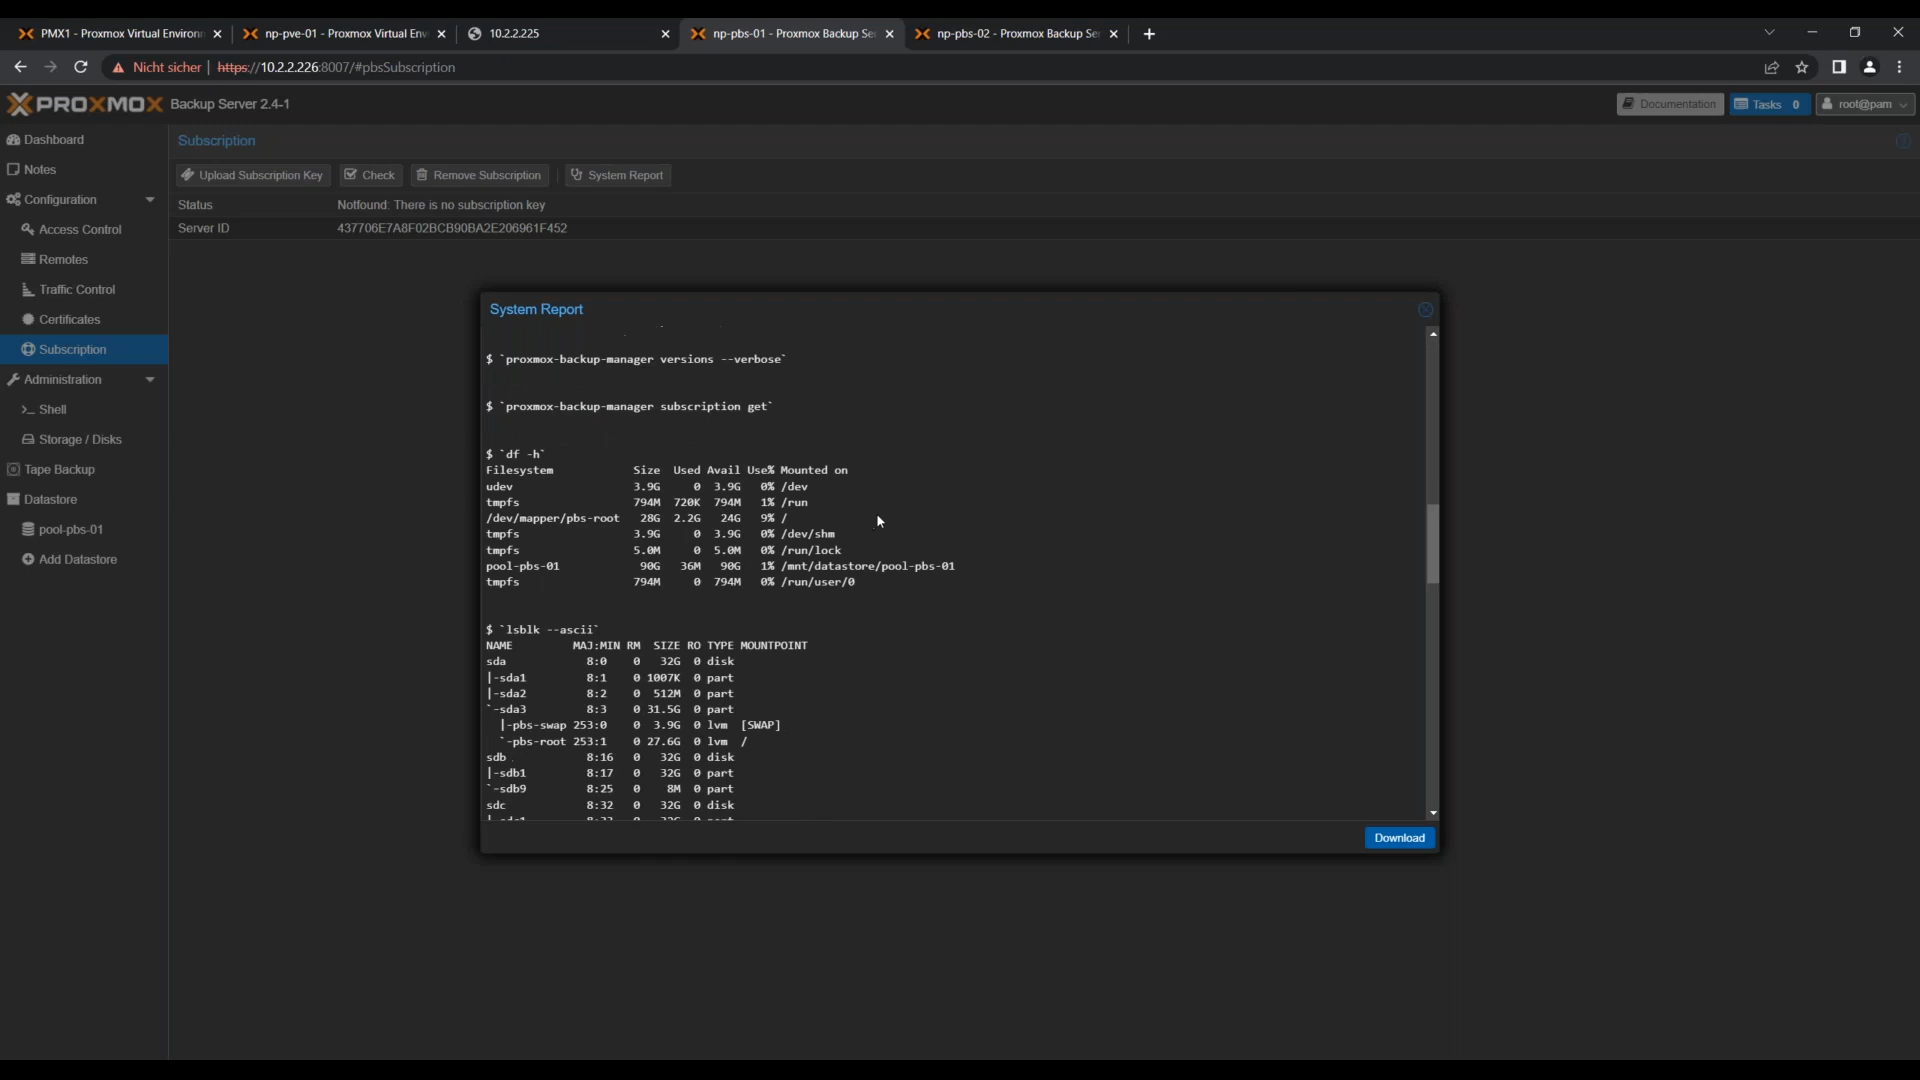 PMX1 - Proxmox Virtual Environ
np-pve-01 - Proxmox Virtual Env
10.2.2.225
np-pbs-01 - Proxmox Backup Se
np-pbs-02 - Proxmox Backup Se
Nicht sicher | https://10.2.2.226:8007/#pbsSubscription
PROXMOX Backup Server 2.4-1
Documentation
Tasks 0
root@pam
Dashboard
Notes
Configuration
Access Control
Remotes
Traffic Control
Certificates
Subscription
Administration
Shell
Storage / Disks
Tape Backup
Datastore
pool-pbs-01
Add Datastore
Subscription
Upload Subscription Key
Check
Remove Subscription
System Report
Status Notfound: There is no subscription key
Server ID 437706E7A8F02BCB90BA2E206961F452
System Report
$ `proxmox-backup-manager versions --verbose`
$ `proxmox-backup-manager subscription get`
$ `df -h`
Filesystem Size Used Avail Use% Mounted on
udev 3.9G 0 3.9G 0% /dev
tmpfs 794M 720K 794M 1% /run
/dev/mapper/pbs-root 28G 2.2G 24G 9% /
tmpfs 3.9G 0 3.9G 0% /dev/shm
tmpfs 5.0M 0 5.0M 0% /run/lock
pool-pbs-01 90G 36M 90G 1% /mnt/datastore/pool-pbs-01
tmpfs 794M 0 794M 0% /run/user/0
$ `lsblk --ascii`
NAME MAJ:MIN RM SIZE RO TYPE MOUNTPOINT
sda 8:0 0 32G 0 disk
|-sda1 8:1 0 1007K 0 part
|-sda2 8:2 0 512M 0 part
`-sda3 8:3 0 31.5G 0 part
|-pbs-swap 253:0 0 3.9G 0 lvm [SWAP]
`-pbs-root 253:1 0 27.6G 0 lvm /
sdb 8:16 0 32G 0 disk
|-sdb1 8:17 0 32G 0 part
`-sdb9 8:25 0 8M 0 part
sdc 8:32 0 32G 0 disk
Download